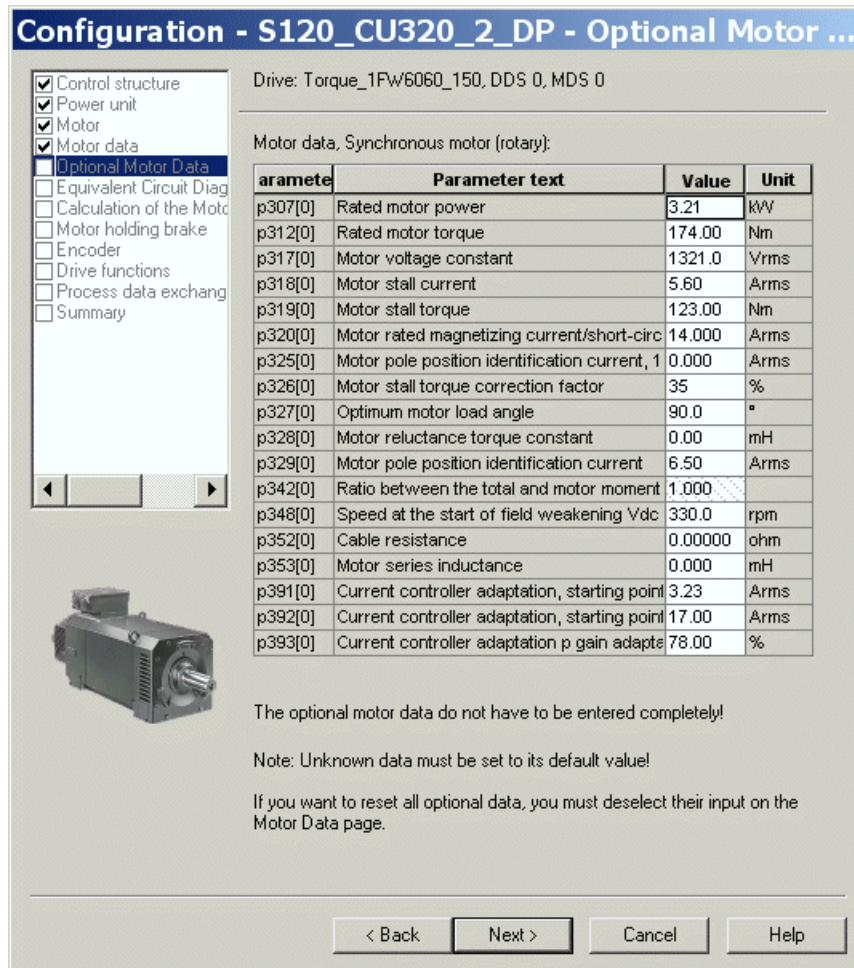 Configuration - S120_CU320_2_DP - Optional Motor ...
Control structure
Power unit
Motor
Motor data
Optional Motor Data
Equivalent Circuit Diag
Calculation of the Moto
Motor holding brake
Encoder
Drive functions
Process data exchang
Summary
Drive: Torque_1FW6060_150, DDS 0, MDS 0
Motor data, Synchronous motor (rotary):
aramete Parameter text Value Unit
p307[0] Rated motor power 3.21 kW
p312[0] Rated motor torque 174.00 Nm
p317[0] Motor voltage constant 1321.0 Vrms
p318[0] Motor stall current 5.60 Arms
p319[0] Motor stall torque 123.00 Nm
p320[0] Motor rated magnetizing current/short-circ 14.000 Arms
p325[0] Motor pole position identification current, 1 0.000 Arms
p326[0] Motor stall torque correction factor 35 %
p327[0] Optimum motor load angle 90.0 °
p328[0] Motor reluctance torque constant 0.00 mH
p329[0] Motor pole position identification current 6.50 Arms
p342[0] Ratio between the total and motor moment 1.000
p348[0] Speed at the start of field weakening Vdc 330.0 rpm
p352[0] Cable resistance 0.00000 ohm
p353[0] Motor series inductance 0.000 mH
p391[0] Current controller adaptation, starting point 3.23 Arms
p392[0] Current controller adaptation, starting point 17.00 Arms
p393[0] Current controller adaptation p gain adapta 78.00 %
The optional motor data do not have to be entered completely!
Note: Unknown data must be set to its default value!
If you want to reset all optional data, you must deselect their input on the
Motor Data page.
< Back Next > Cancel Help